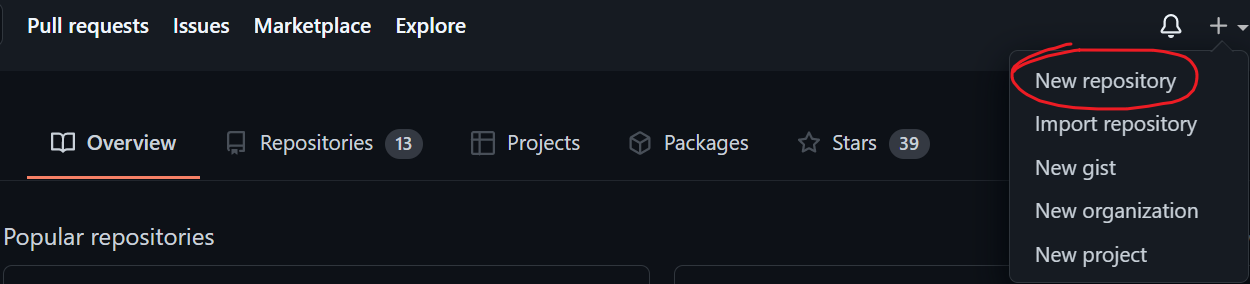 Pull requests Issues Marketplace Explore
New repository
Import repository
New gist
New organization
New project
Overview Repositories 13 Projects Packages Stars 39
Popular repositories